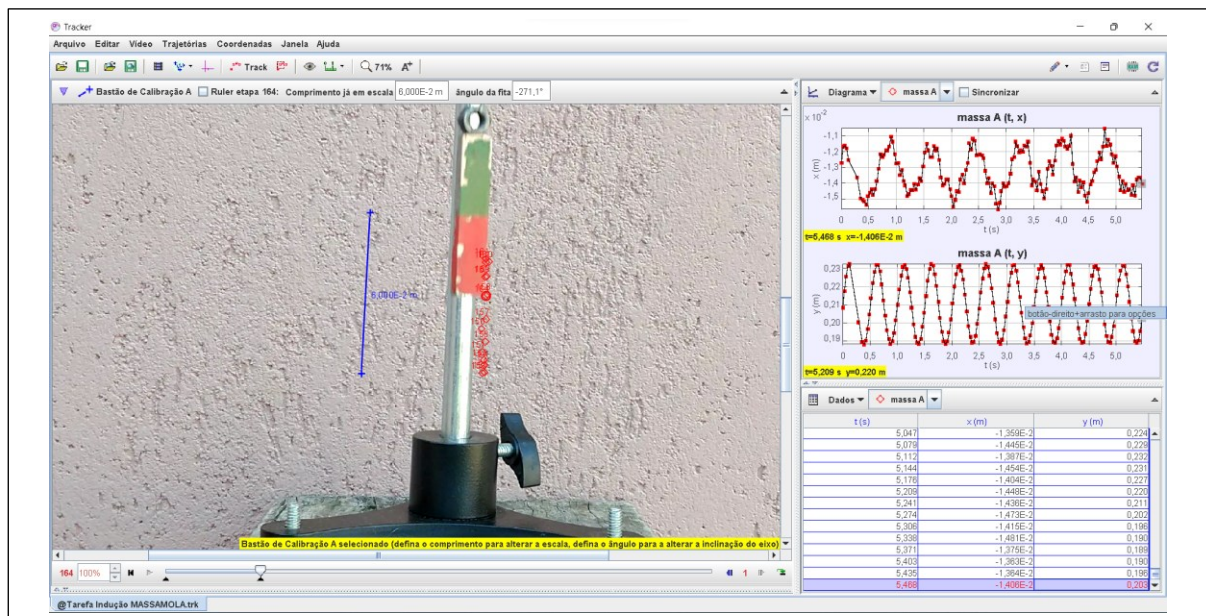 Tracker
Arquivo Editar Vídeo Trajetórias Coordenadas Janela Ajuda
Track 71% A+
Bastão de Calibração A Ruler etapa 164: Comprimento já em escala 6,000E-2 m ângulo da fita -271,1°
6,000E-2 m
Bastão de Calibração A selecionado (defina o comprimento para alterar a escala, defina o ângulo para a alterar a inclinação do eixo)
164 100% 1
@Tarefa Indução MASSAMOLA.trk
Diagrama massa A Sincronizar
× 10-2
massa A (t, x)
-1,1
-1,2
-1,3
-1,4
-1,5
x (m)
0 0,5 1,0 1,5 2,0 2,5 3,0 3,5 4,0 4,5 5,0
t (s)
t=5,468 s x=-1,406E-2 m
massa A (t, y)
0,23
0,21
0,20
0,19
y (m)
botão-direito+arrasto para opções
0 0,5 1,0 1,5 2,0 2,5 3,0 3,5 4,0 4,5 5,0
t (s)
t=5,209 s y=0,220 m
Dados massa A
t (s) x (m) y (m)
5,047 -1,359E-2 0,224
5,079 -1,445E-2 0,229
5,112 -1,387E-2 0,232
5,144 -1,454E-2 0,231
5,176 -1,404E-2 0,227
5,209 -1,448E-2 0,220
5,241 -1,436E-2 0,211
5,274 -1,473E-2 0,202
5,306 -1,415E-2 0,196
5,338 -1,481E-2 0,190
5,371 -1,375E-2 0,189
5,403 -1,363E-2 0,190
5,435 -1,364E-2 0,196
5,468 -1,406E-2 0,203